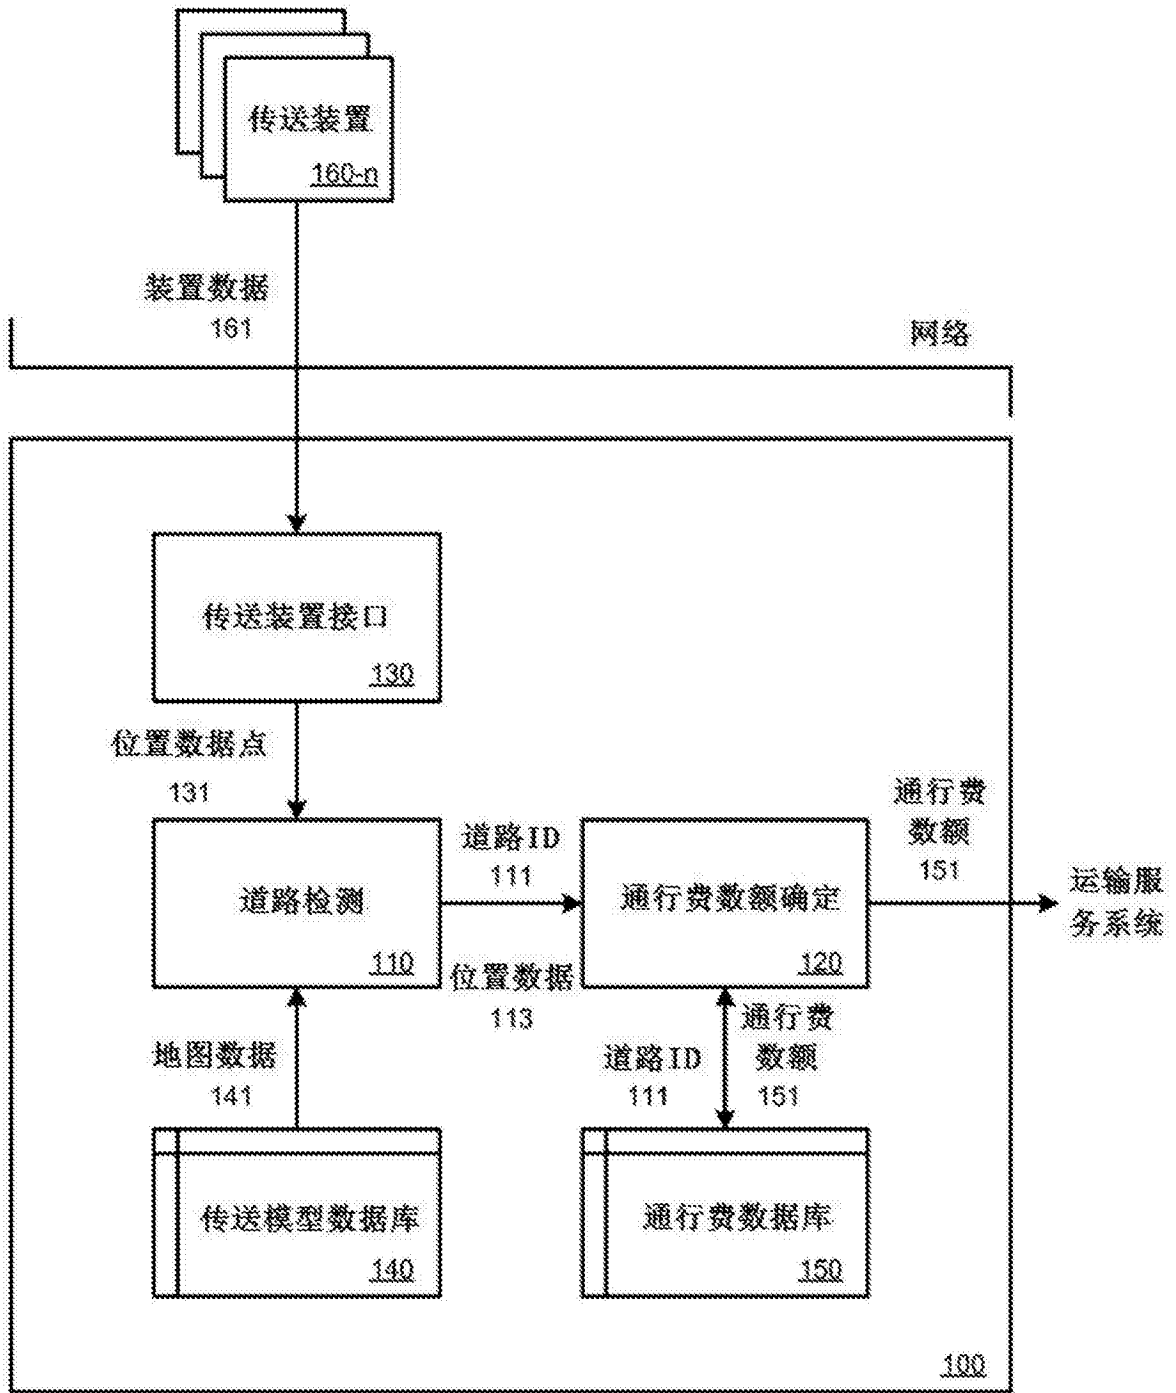 传送装置
160-n
装置数据
161
网络
传送装置接口
130
位置数据点
131
道路检测
110
道路ID
111
位置数据
113
通行费数额确定
120
通行费
数额
151
运输服
务系统
地图数据
141
道路ID
111
通行费
数额
151
传送模型数据库
140
通行费数据库
150
100